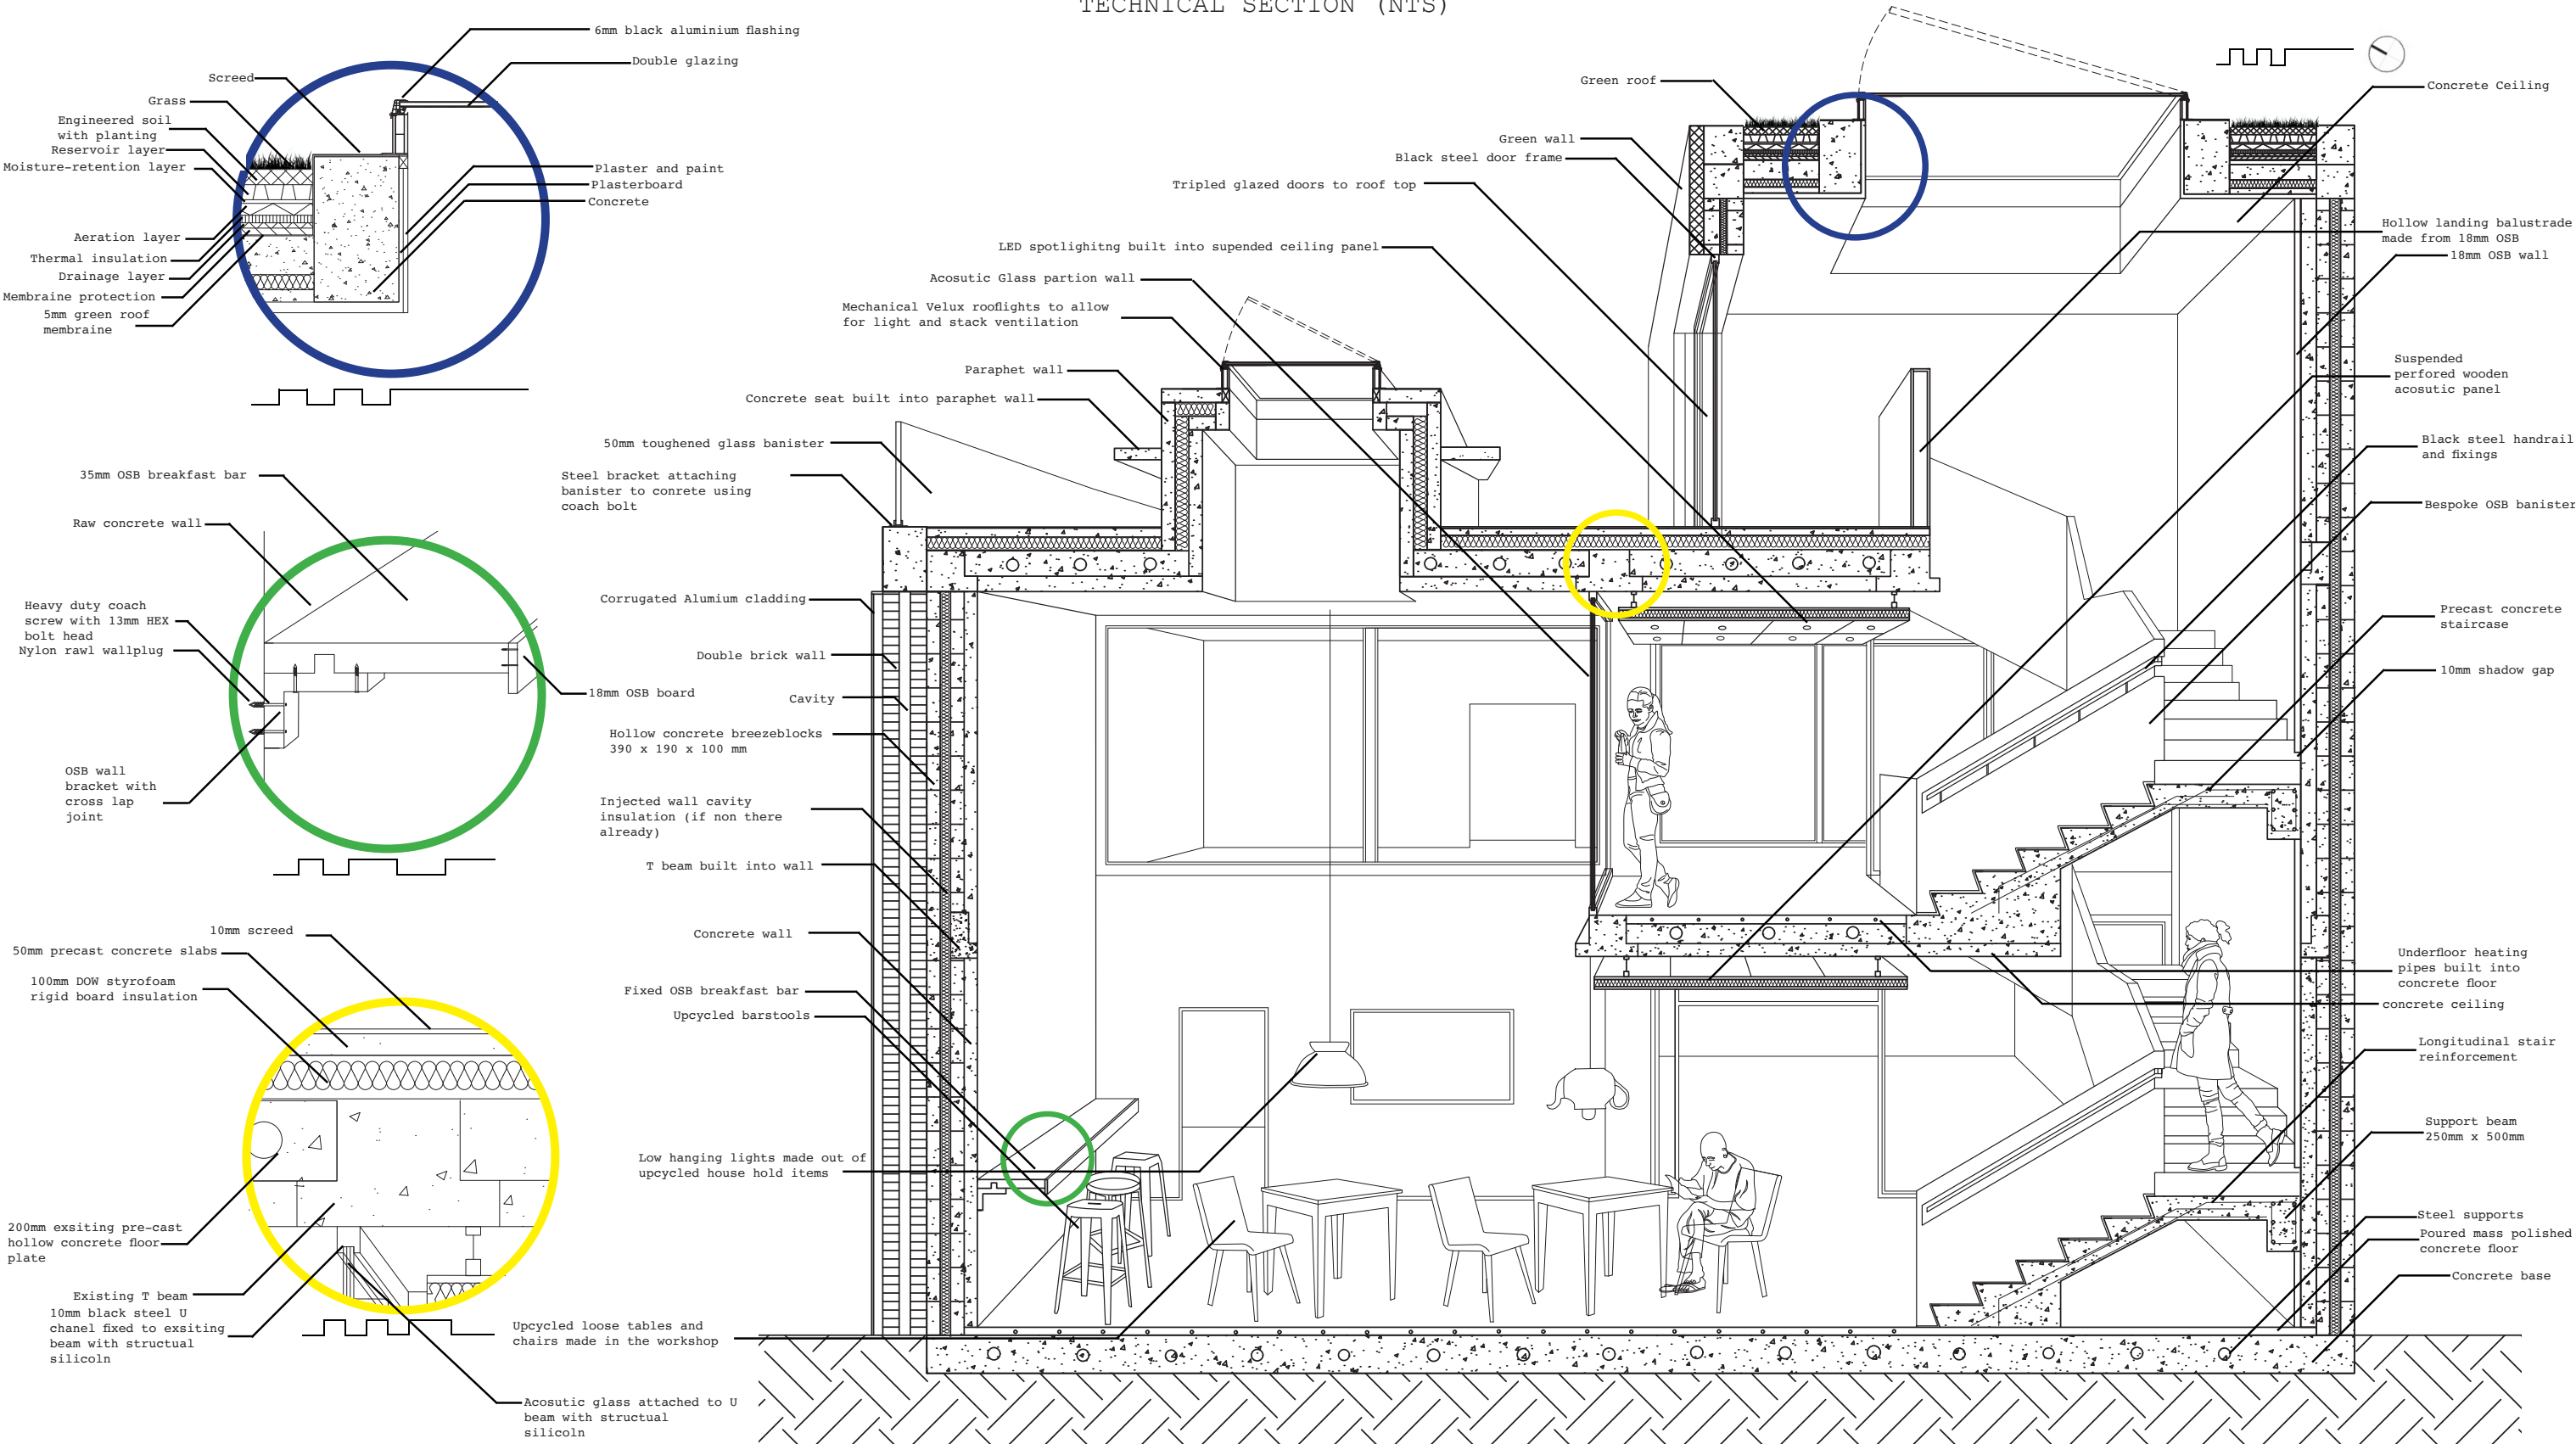 TECHNICAL SECTION (NTS)
6mm black aluminium flashing
Double glazing
Screed
Grass
Engineered soil
with planting
Reservoir layer
Moisture-retention layer
Aeration layer
Thermal insulation
Drainage layer
Membraine protection
5mm green roof
membraine
Plaster and paint
Plasterboard
Concrete
35mm OSB breakfast bar
Raw concrete wall
Heavy duty coach
screw with 13mm HEX
bolt head
Nylon rawl wallplug
OSB wall
bracket with
cross lap
joint
18mm OSB board
10mm screed
50mm precast concrete slabs
100mm DOW styrofoam
rigid board insulation
200mm exsiting pre-cast
hollow concrete floor
plate
Existing T beam
10mm black steel U
chanel fixed to exsiting
beam with structual
silicoln
Acosutic glass attached to U
beam with structual
silicoln
Green roof
Green wall
Black steel door frame
Tripled glazed doors to roof top
LED spotlighitng built into supended ceiling panel
Acosutic Glass partion wall
Mechanical Velux rooflights to allow
for light and stack ventilation
Paraphet wall
Concrete seat built into paraphet wall
50mm toughened glass banister
Steel bracket attaching
banister to conrete using
coach bolt
Corrugated Alumium cladding
Double brick wall
Cavity
Hollow concrete breezeblocks
390 x 190 x 100 mm
Injected wall cavity
insulation (if non there
already)
T beam built into wall
Concrete wall
Fixed OSB breakfast bar
Upcycled barstools
Low hanging lights made out of
upcycled house hold items
Upcycled loose tables and
chairs made in the workshop
Concrete Ceiling
Hollow landing balustrade
made from 18mm OSB
18mm OSB wall
Suspended
perfored wooden
acosutic panel
Black steel handrail
and fixings
Bespoke OSB banister
Precast concrete
staircase
10mm shadow gap
Underfloor heating
pipes built into
concrete floor
concrete ceiling
Longitudinal stair
reinforcement
Support beam
250mm x 500mm
Steel supports
Poured mass polished
concrete floor
Concrete base